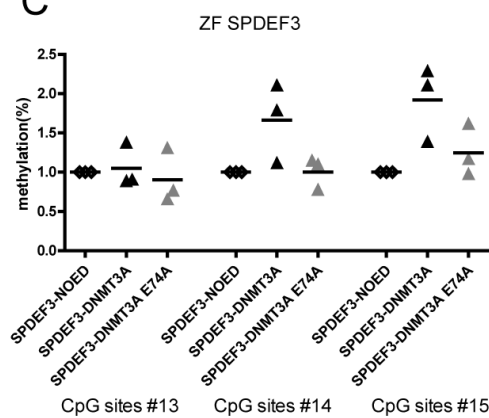 C
ZF SPDEF3
methylation(%)
2.5
2.0
1.5
1.0
0.5
0.0
SPDEF3-NOED
SPDEF3-DNMT3A
SPDEF3-DNMT3A E74A
SPDEF3-NOED
SPDEF3-DNMT3A
SPDEF3-DNMT3A E74A
SPDEF3-NOED
SPDEF3-DNMT3A
SPDEF3-DNMT3A E74A
CpG sites #13
CpG sites #14
CpG sites #15